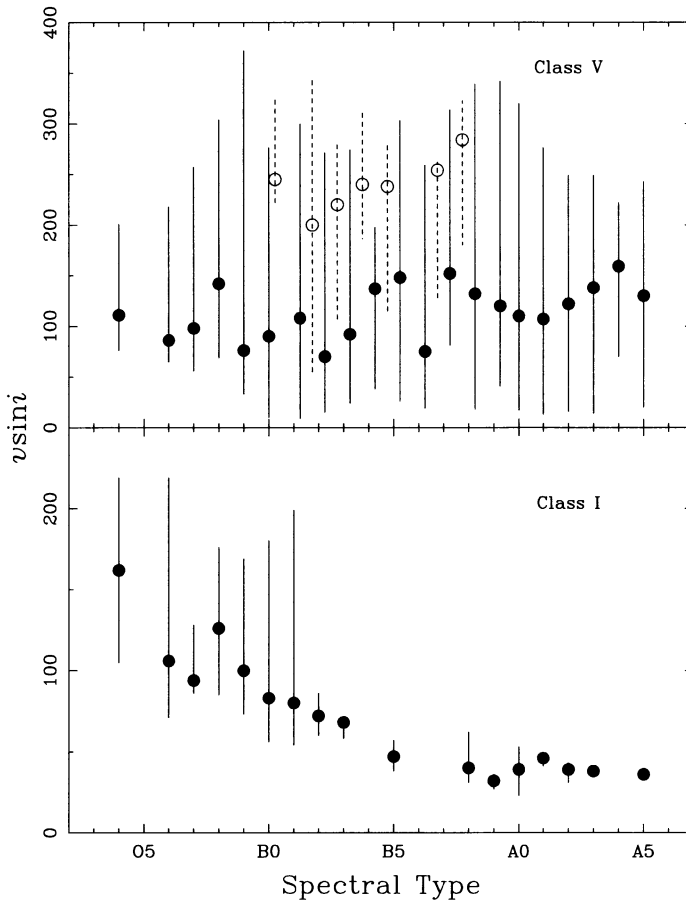 400
300
200
100
0
Class V
vsini
200
100
0
Class I
O5
B0
B5
A0
A5
Spectral Type